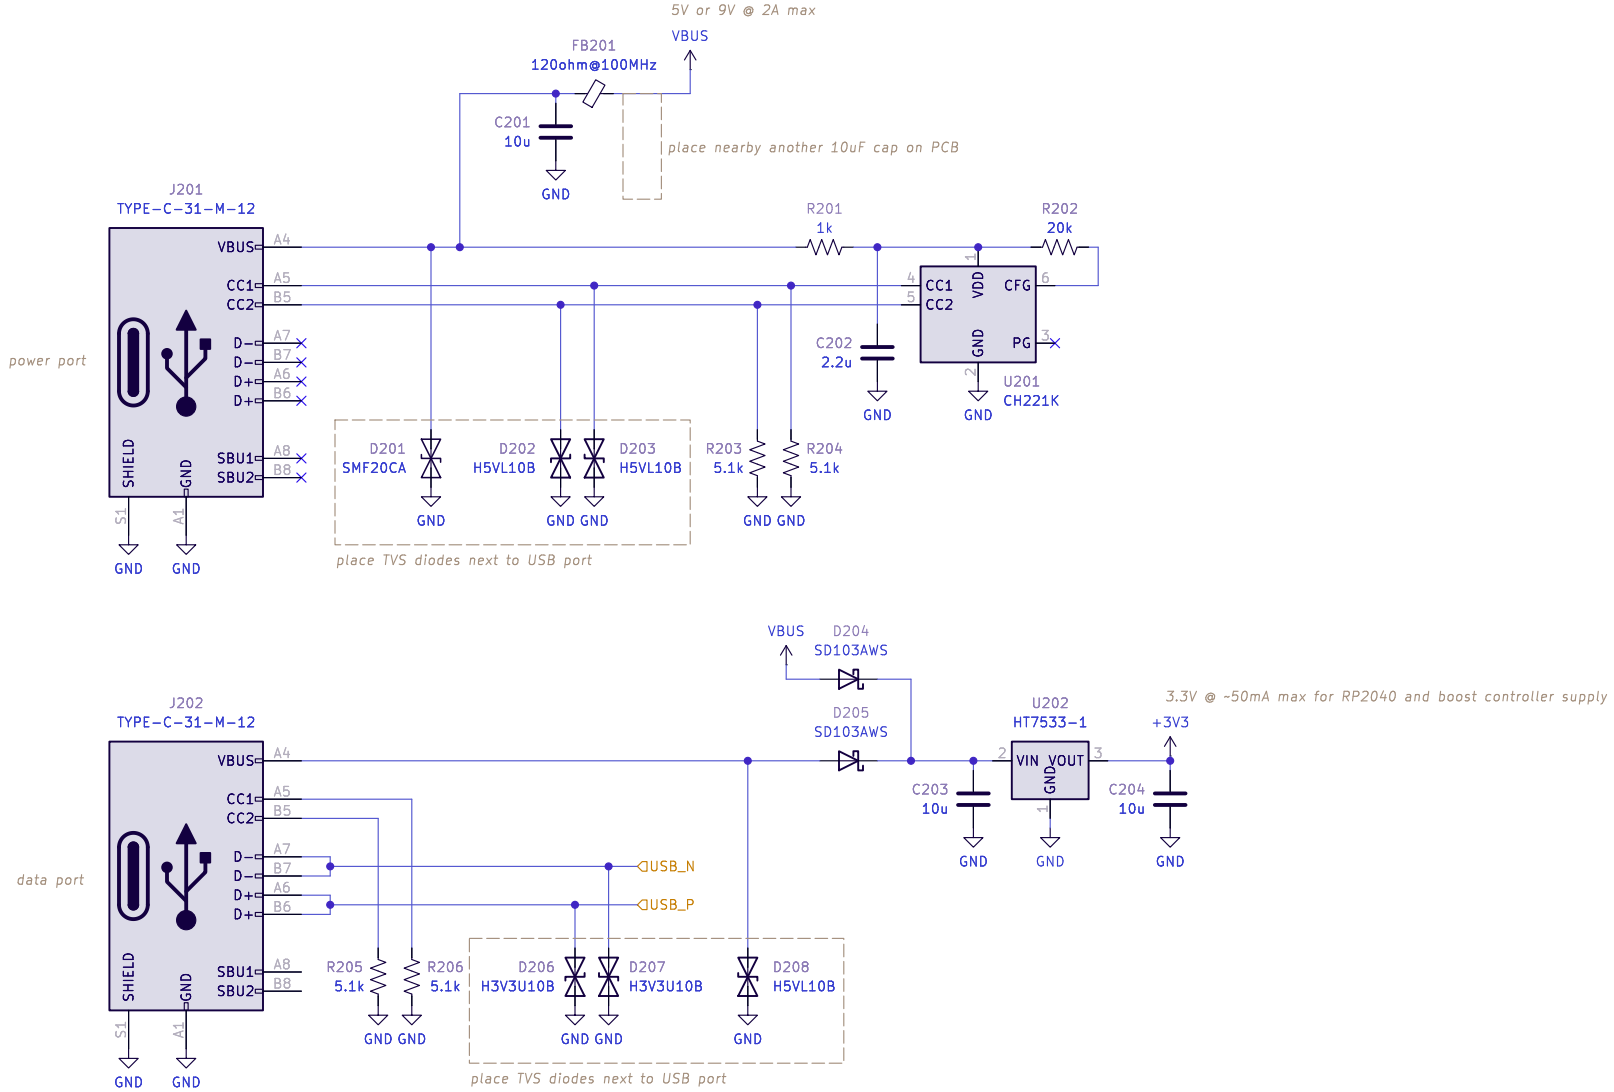 5V or 9V @ 2A max
VBUS
FB201
120ohm@100MHz
C201
10u
GND
place nearby another 10uF cap on PCB
J201
TYPE-C-31-M-12
VBUS
A4
CC1
A5
CC2
B5
D-
A7
D-
B7
D+
A6
D+
B6
SBU1
A8
SBU2
B8
SHIELD
GND
S1
A1
GND
GND
power port
R201
1k
R202
20k
4
CC1
5
CC2
1
VDD
CFG
6
PG
3
GND
2
U201
CH221K
GND
C202
2.2u
GND
D201
SMF20CA
GND
D202
H5VL10B
GND
D203
H5VL10B
GND
R203
5.1k
GND
R204
5.1k
GND
place TVS diodes next to USB port
VBUS
D204
SD103AWS
D205
SD103AWS
3.3V @ ~50mA max for RP2040 and boost controller supply
U202
HT7533-1
+3V3
2
VIN
VOUT
3
GND
1
GND
C203
10u
GND
C204
10u
GND
J202
TYPE-C-31-M-12
VBUS
A4
CC1
A5
CC2
B5
D-
A7
D-
B7
D+
A6
D+
B6
SBU1
A8
SBU2
B8
SHIELD
GND
S1
A1
GND
GND
data port
USB_N
USB_P
R205
5.1k
GND
R206
5.1k
GND
D206
H3V3U10B
GND
D207
H3V3U10B
GND
D208
H5VL10B
GND
place TVS diodes next to USB port